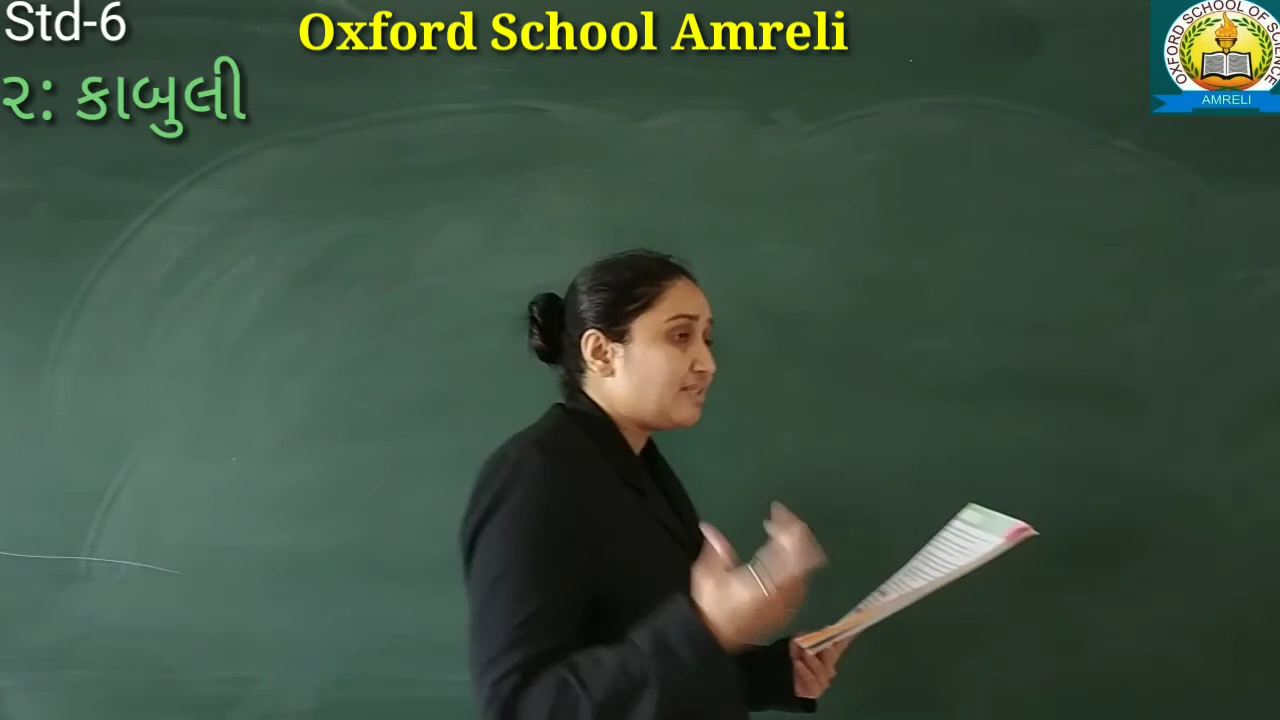 Std-6
Oxford School Amreli
૨: કાબુલી
OXFORD SCHOOL OF SCIENCE
AMRELI